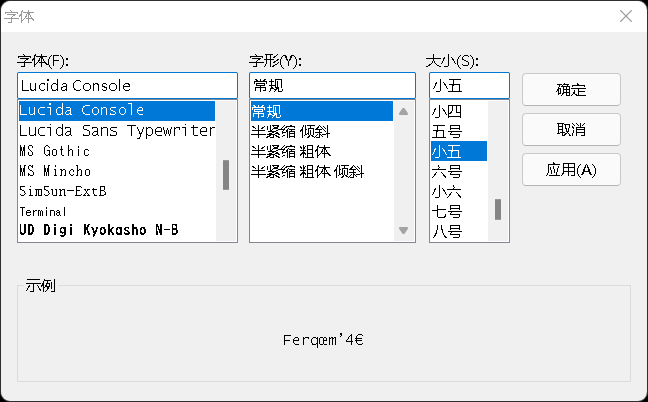 字体
字体(F):
Lucida Console
Lucida Console
Lucida Sans Typewriter
MS Gothic
MS Mincho
SimSun-ExtB
Terminal
UD Digi Kyokasho N-B
字形(Y):
常规
常规
半紧缩 倾斜
半紧缩 粗体
半紧缩 粗体 倾斜
大小(S):
小五
小四
五号
小五
六号
小六
七号
八号
确定
取消
应用(A)
示例
Ferqœm'4€